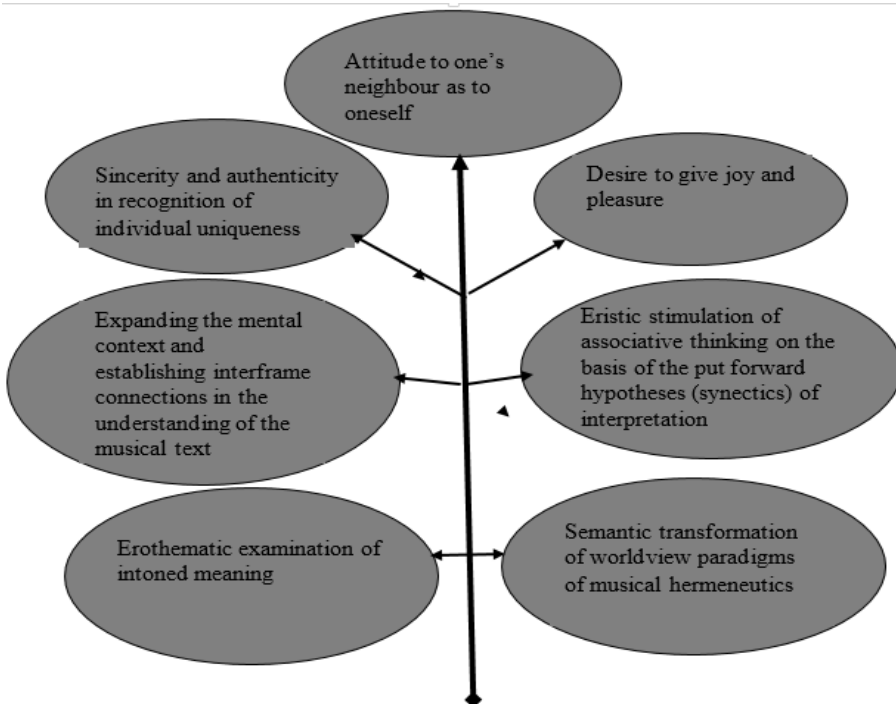 Attitude to one’s
neighbour as to
oneself
Sincerity and authenticity
in recognition of
individual uniqueness
Desire to give joy and
pleasure
Expanding the mental
context and
establishing interframe
connections in the
understanding of the
musical text
Eristic stimulation of
associative thinking on the
basis of the put forward
hypotheses (synectics) of
interpretation
Erothematic examination of
intoned meaning
Semantic transformation
of worldview paradigms
of musical hermeneutics